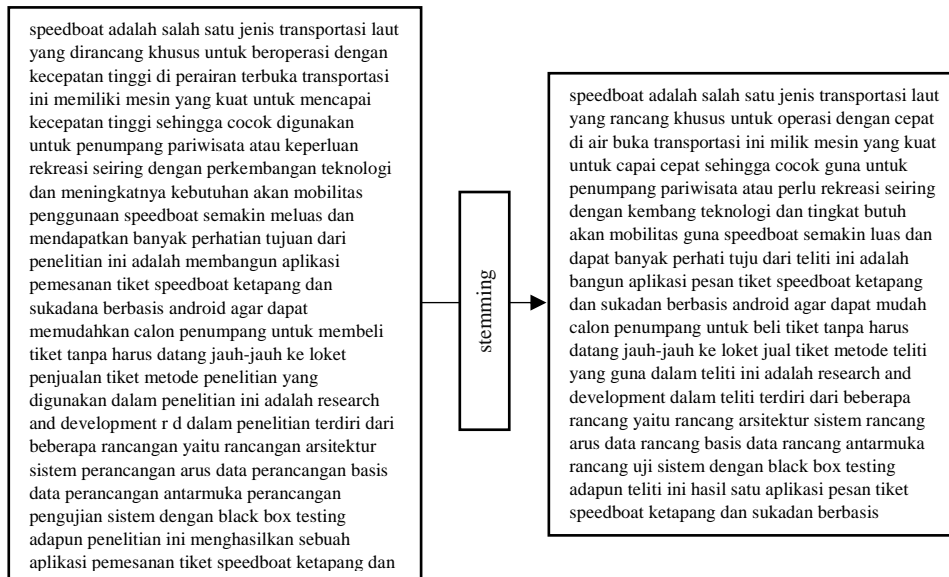 speedboat adalah salah satu jenis transportasi laut
yang dirancang khusus untuk beroperasi dengan
kecepatan tinggi di perairan terbuka transportasi
ini memiliki mesin yang kuat untuk mencapai
kecepatan tinggi sehingga cocok digunakan
untuk penumpang pariwisata atau keperluan
rekreasi seiring dengan perkembangan teknologi
dan meningkatnya kebutuhan akan mobilitas
penggunaan speedboat semakin meluas dan
mendapatkan banyak perhatian tujuan dari
penelitian ini adalah membangun aplikasi
pemesanan tiket speedboat ketapang dan
sukadana berbasis android agar dapat
memudahkan calon penumpang untuk membeli
tiket tanpa harus datang jauh-jauh ke loket
penjualan tiket metode penelitian yang
digunakan dalam penelitian ini adalah research
and development r d dalam penelitian terdiri dari
beberapa rancangan yaitu rancangan arsitektur
sistem perancangan arus data perancangan basis
data perancangan antarmuka perancangan
pengujian sistem dengan black box testing
adapun penelitian ini menghasilkan sebuah
aplikasi pemesanan tiket speedboat ketapang dan
stemming
speedboat adalah salah satu jenis transportasi laut
yang rancang khusus untuk operasi dengan cepat
di air buka transportasi ini milik mesin yang kuat
untuk capai cepat sehingga cocok guna untuk
penumpang pariwisata atau perlu rekreasi seiring
dengan kembang teknologi dan tingkat butuh
akan mobilitas guna speedboat semakin luas dan
dapat banyak perhati tuju dari teliti ini adalah
bangun aplikasi pesan tiket speedboat ketapang
dan sukadan berbasis android agar dapat mudah
calon penumpang untuk beli tiket tanpa harus
datang jauh-jauh ke loket jual tiket metode teliti
yang guna dalam teliti ini adalah research and
development dalam teliti terdiri dari beberapa
rancang yaitu rancang arsitektur sistem rancang
arus data rancang basis data rancang antarmuka
rancang uji sistem dengan black box testing
adapun teliti ini hasil satu aplikasi pesan tiket
speedboat ketapang dan sukadan berbasis